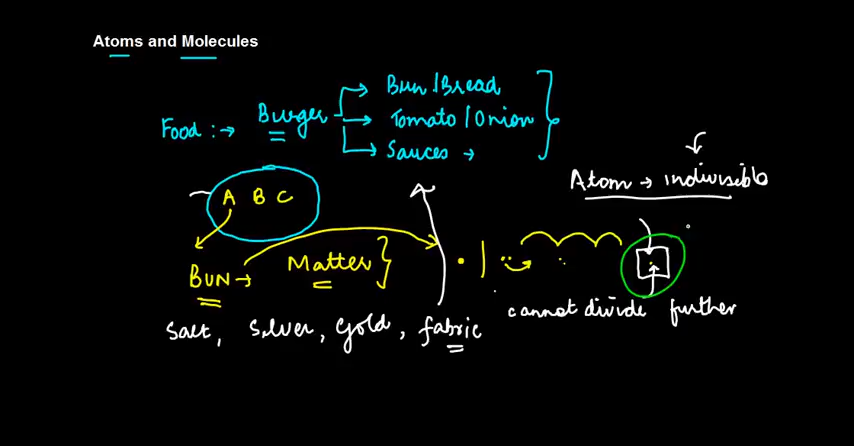 Atoms and Molecules
Bun/Bread
Food :→ Burger → Tomato/Onion
Sauces →
Atom → indivisible
A B C
BUN → Matter
cannot divide further
Salt, Silver, Gold, fabric